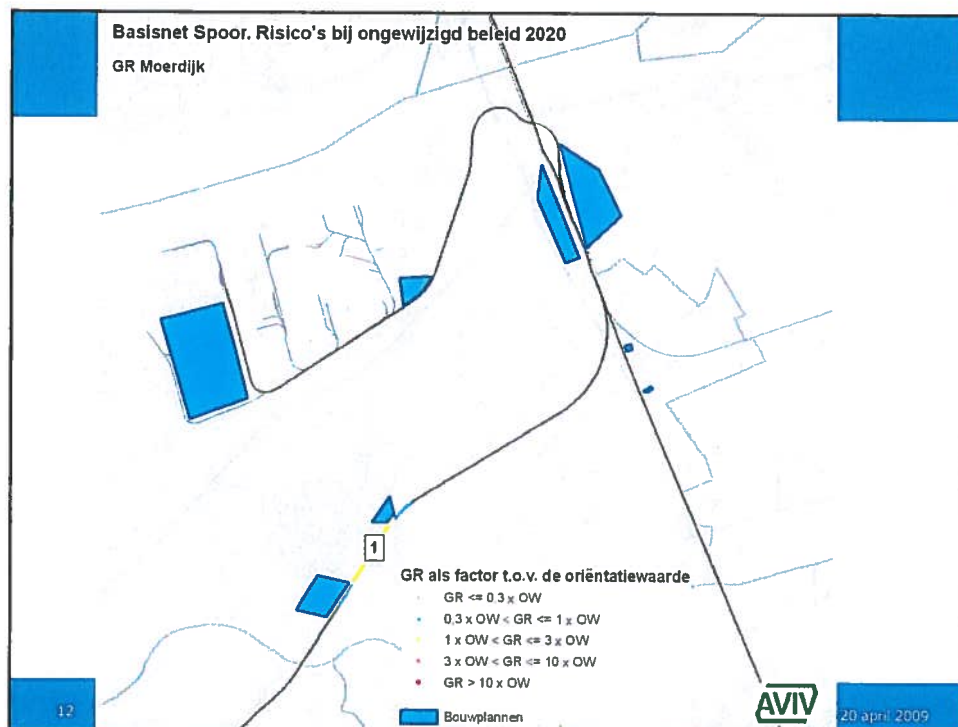 Basisnet Spoor. Risico's bij ongewijzigd beleid 2020
GR Moerdijk
1
GR als factor t.o.v. de oriëntatiewaarde
GR <= 0,3 x OW
0,3 x OW < GR <= 1 x OW
1 x OW < GR <= 3 x OW
3 x OW < GR <= 10 x OW
GR > 10 x OW
Bouwplannen
12
AVIV
20 april 2009